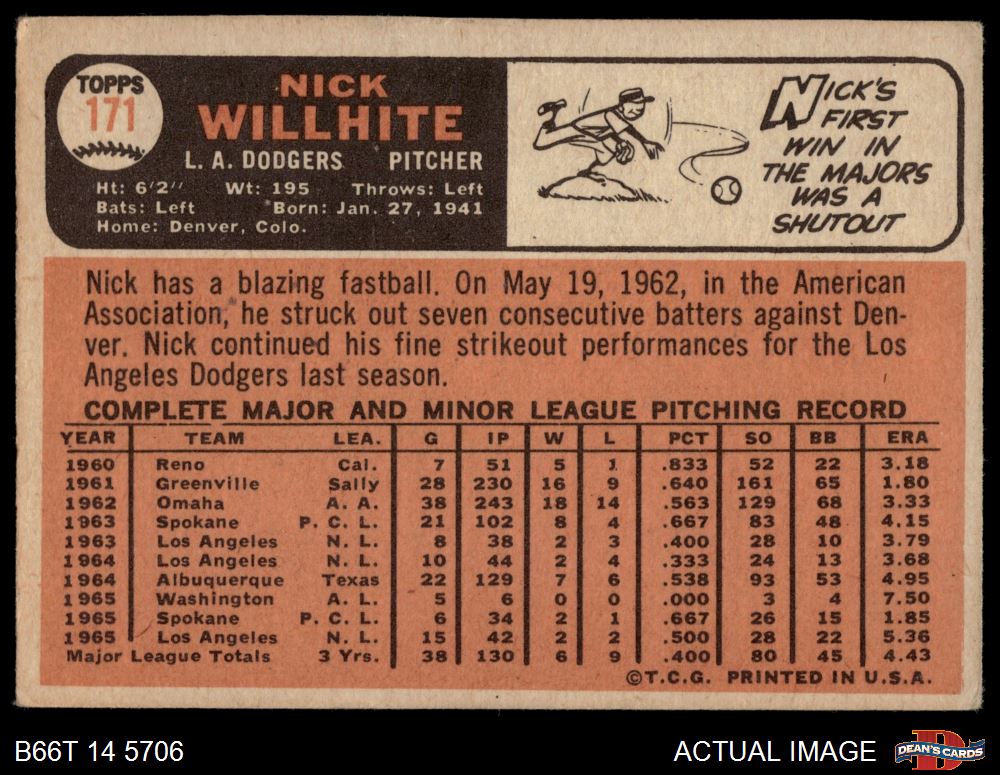 TOPPS
171
NICK
WILLHITE
L. A. DODGERS PITCHER
Ht: 6'2" Wt: 195 Throws: Left
Bats: Left Born: Jan. 27, 1941
Home: Denver, Colo.
NICK'S
FIRST
WIN IN
THE MAJORS
WAS A
SHUTOUT
Nick has a blazing fastball. On May 19, 1962, in the American
Association, he struck out seven consecutive batters against Den-
ver. Nick continued his fine strikeout performances for the Los
Angeles Dodgers last season.
COMPLETE MAJOR AND MINOR LEAGUE PITCHING RECORD
YEAR TEAM LEA. G IP W L PCT SO BB ERA
1960 Reno Cal. 7 51 5 1 .833 52 22 3.18
1961 Greenville Sally 28 230 16 9 .640 161 65 1.80
1962 Omaha A. A. 38 243 18 14 .563 129 68 3.33
1963 Spokane P. C. L. 21 102 8 4 .667 83 48 4.15
1963 Los Angeles N. L. 8 38 2 3 .400 28 10 3.79
1964 Los Angeles N. L. 10 44 2 4 .333 24 13 3.68
1964 Albuquerque Texas 22 129 7 6 .538 93 53 4.95
1965 Washington A. L. 5 6 0 0 .000 3 4 7.50
1965 Spokane P. C. L. 6 34 2 1 .667 26 15 1.85
1965 Los Angeles N. L. 15 42 2 2 .500 28 22 5.36
Major League Totals 3 Yrs. 38 130 6 9 .400 80 45 4.43
©T.C.G. PRINTED IN U.S.A.
B66T 14 5706
ACTUAL IMAGE
DEAN'S CARDS